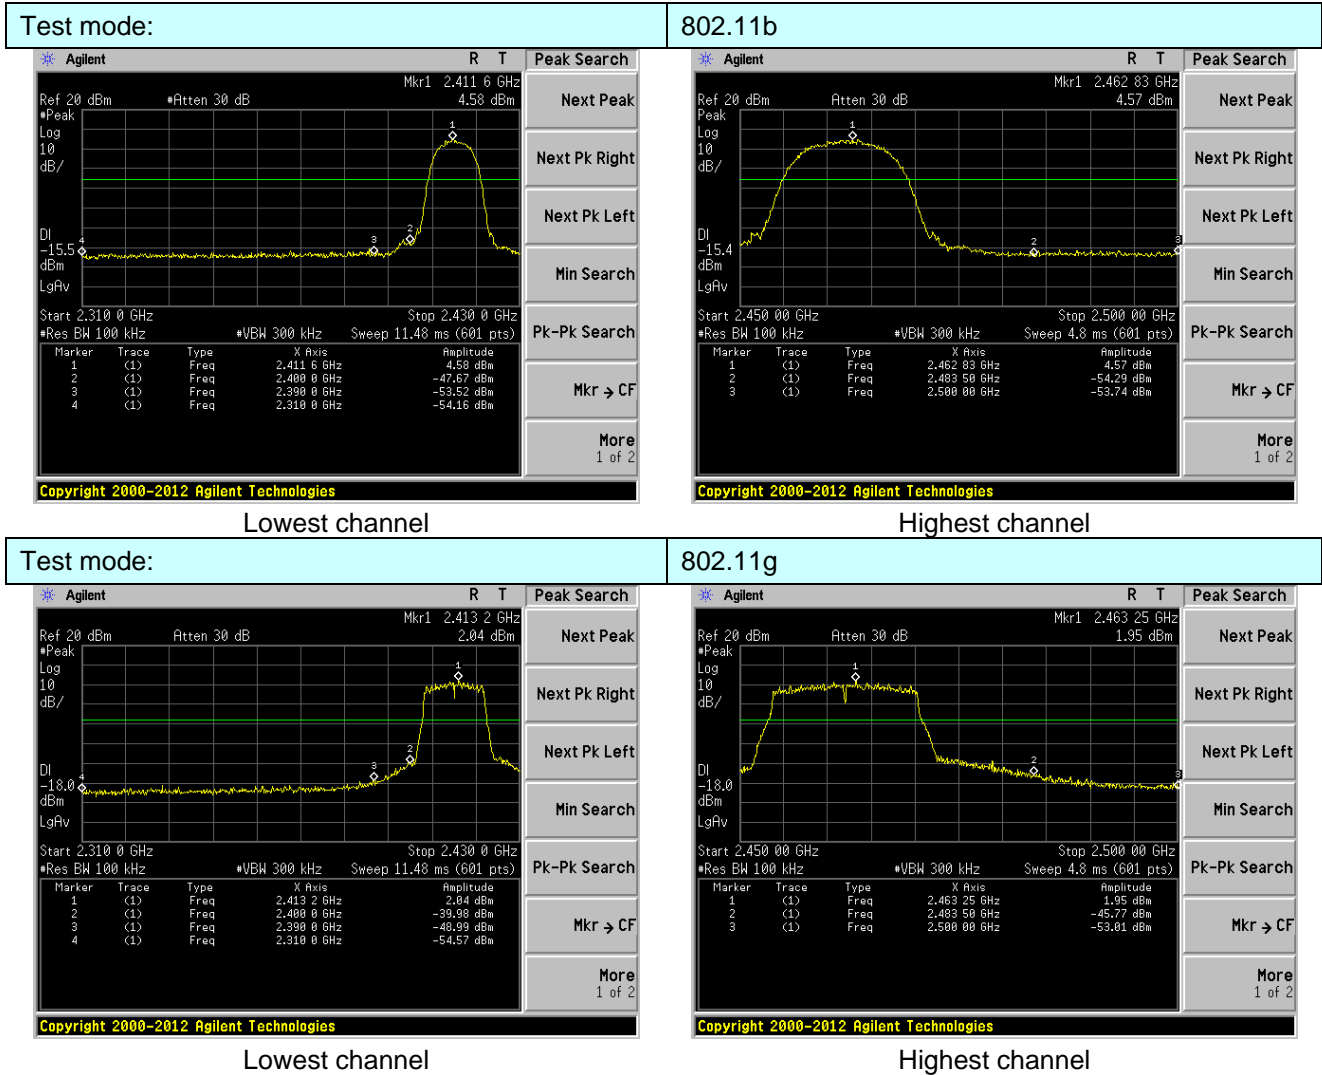 Test mode: 802.11b
Agilent R T Peak Search
Mkr1 2.411 6 GHz
Ref 20 dBm #Atten 30 dB 4.58 dBm
#Peak
Log
10
dB/
1
2
3
4
DI
-15.5
dBm
LgAv
Start 2.310 0 GHz Stop 2.430 0 GHz
#Res BW 100 kHz #VBW 300 kHz Sweep 11.48 ms (601 pts)
Marker Trace Type X Axis Amplitude
1 (1) Freq 2.411 6 GHz 4.58 dBm
2 (1) Freq 2.400 0 GHz -47.67 dBm
3 (1) Freq 2.390 0 GHz -53.52 dBm
4 (1) Freq 2.310 0 GHz -54.16 dBm
Next Peak
Next Pk Right
Next Pk Left
Min Search
Pk-Pk Search
Mkr → CF
More
1 of 2
Copyright 2000-2012 Agilent Technologies
Lowest channel
Agilent R T Peak Search
Mkr1 2.462 83 GHz
Ref 20 dBm Atten 30 dB 4.57 dBm
Peak
Log
10
dB/
1
2
3
DI
-15.4
dBm
LgAv
Start 2.450 00 GHz Stop 2.500 00 GHz
#Res BW 100 kHz #VBW 300 kHz Sweep 4.8 ms (601 pts)
Marker Trace Type X Axis Amplitude
1 (1) Freq 2.462 83 GHz 4.57 dBm
2 (1) Freq 2.483 50 GHz -54.29 dBm
3 (1) Freq 2.500 00 GHz -53.74 dBm
Next Peak
Next Pk Right
Next Pk Left
Min Search
Pk-Pk Search
Mkr → CF
More
1 of 2
Copyright 2000-2012 Agilent Technologies
Highest channel
Test mode: 802.11g
Agilent R T Peak Search
Mkr1 2.413 2 GHz
Ref 20 dBm Atten 30 dB 2.04 dBm
#Peak
Log
10
dB/
1
2
3
4
DI
-18.0
dBm
LgAv
Start 2.310 0 GHz Stop 2.430 0 GHz
#Res BW 100 kHz #VBW 300 kHz Sweep 11.48 ms (601 pts)
Marker Trace Type X Axis Amplitude
1 (1) Freq 2.413 2 GHz 2.04 dBm
2 (1) Freq 2.400 0 GHz -39.98 dBm
3 (1) Freq 2.390 0 GHz -48.99 dBm
4 (1) Freq 2.310 0 GHz -54.57 dBm
Next Peak
Next Pk Right
Next Pk Left
Min Search
Pk-Pk Search
Mkr → CF
More
1 of 2
Copyright 2000-2012 Agilent Technologies
Lowest channel
Agilent R T Peak Search
Mkr1 2.463 25 GHz
Ref 20 dBm Atten 30 dB 1.95 dBm
#Peak
Log
10
dB/
1
2
3
DI
-18.0
dBm
LgAv
Start 2.450 00 GHz Stop 2.500 00 GHz
#Res BW 100 kHz #VBW 300 kHz Sweep 4.8 ms (601 pts)
Marker Trace Type X Axis Amplitude
1 (1) Freq 2.463 25 GHz 1.95 dBm
2 (1) Freq 2.483 50 GHz -45.77 dBm
3 (1) Freq 2.500 00 GHz -53.01 dBm
Next Peak
Next Pk Right
Next Pk Left
Min Search
Pk-Pk Search
Mkr → CF
More
1 of 2
Copyright 2000-2012 Agilent Technologies
Highest channel